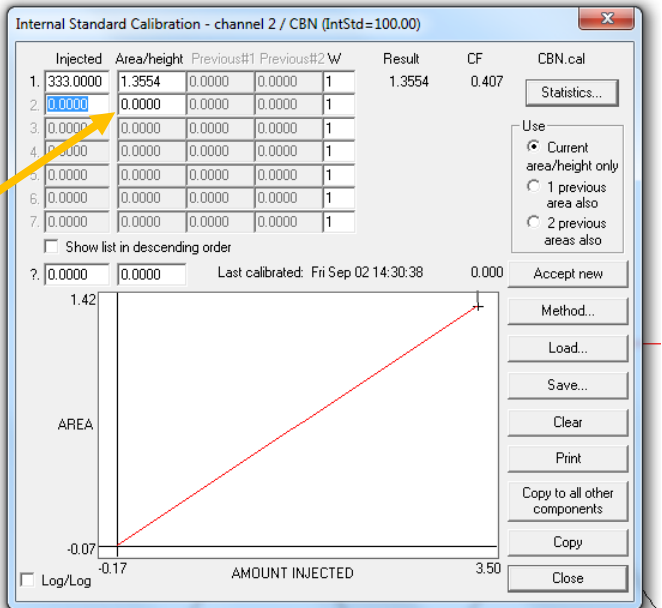 Internal Standard Calibration - channel 2 / CBN (IntStd=100.00)
Injected Area/height Previous#1 Previous#2 W Result CF CBN.cal
1. 333.0000 1.3554 0.0000 0.0000 1 1.3554 0.407 Statistics...
2. 0.0000 0.0000 0.0000 0.0000 1
3. 0.0000 0.0000 0.0000 0.0000 1
4. 0.0000 0.0000 0.0000 0.0000 1
5. 0.0000 0.0000 0.0000 0.0000 1
6. 0.0000 0.0000 0.0000 0.0000 1
7. 0.0000 0.0000 0.0000 0.0000 1
Use
Current
area/height only
1 previous
area also
2 previous
areas also
Show list in descending order
?. 0.0000 0.0000 Last calibrated: Fri Sep 02 14:30:38 0.000 Accept new
1.42
AREA
-0.07
-0.17 AMOUNT INJECTED 3.50
Log/Log
Method...
Load...
Save...
Clear
Print
Copy to all other
components
Copy
Close